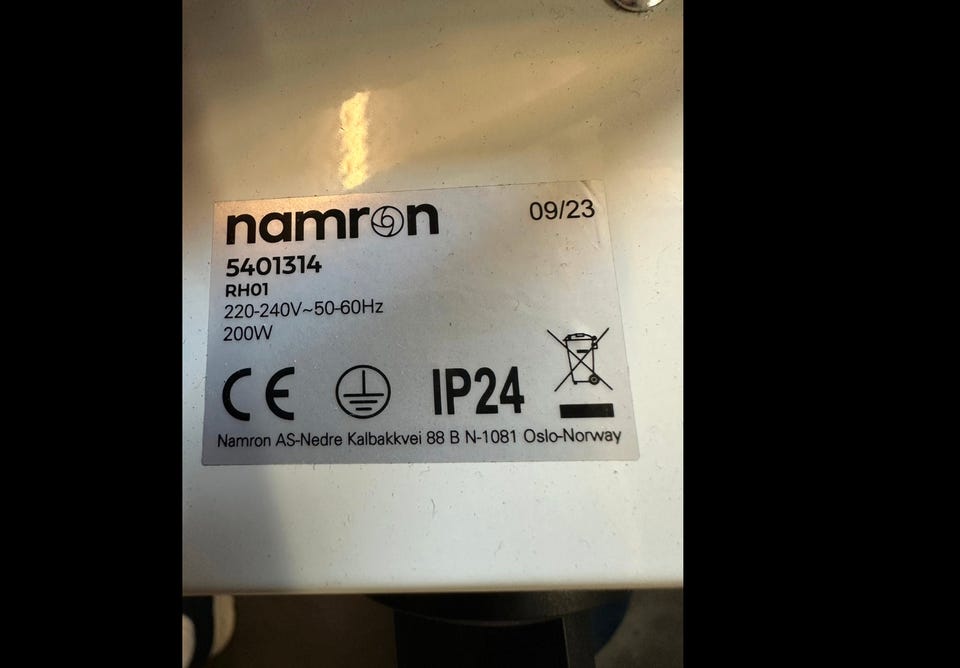 namron
09/23
5401314
RH01
220-240V~50-60Hz
200W
CE
IP24
Namron AS-Nedre Kalbakkvei 88 B N-1081 Oslo-Norway